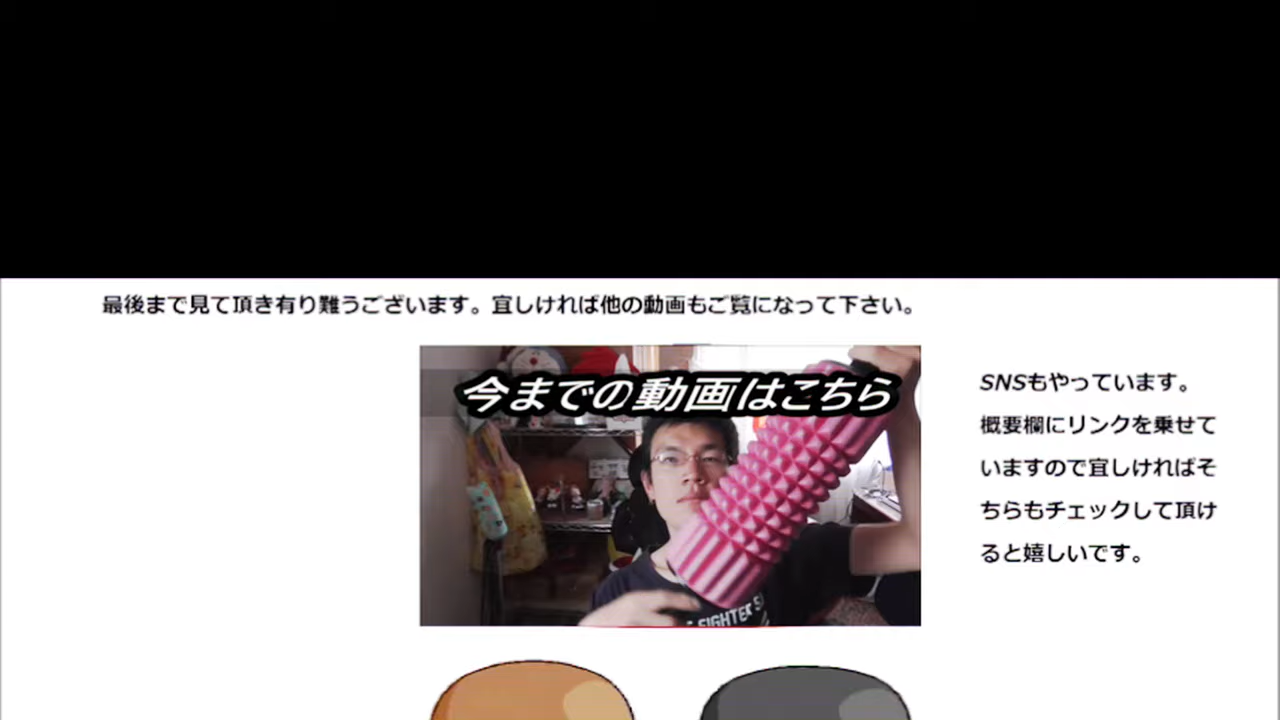 最後まで見て頂き有り難うございます。宜しければ他の動画もご覧になって下さい。
今までの動画はこちら
SNSもやっています。
概要欄にリンクを乗せて
いますので宜しければそ
ちらもチェックして頂け
ると嬉しいです。
FIGHTER